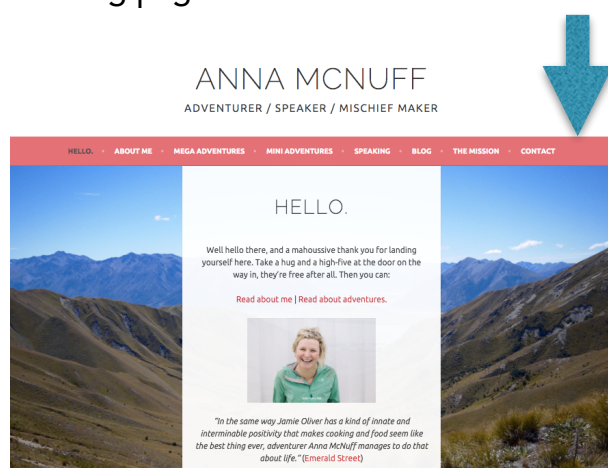 ANNA MCNUFF
ADVENTURER / SPEAKER / MISCHIEF MAKER
HELLO. · ABOUT ME · MEGA ADVENTURES · MINI ADVENTURES · SPEAKING · BLOG · THE MISSION · CONTACT
HELLO.
Well hello there, and a mahoussive thank you for landing
yourself here. Take a hug and a high-five at the door on the
way in, they're free after all. Then you can:
Read about me | Read about adventures.
"In the same way Jamie Oliver has a kind of innate and
interminable positivity that makes cooking and food seem like
the best thing ever, adventurer Anna McNuff manages to do that
about life." (Emerald Street)